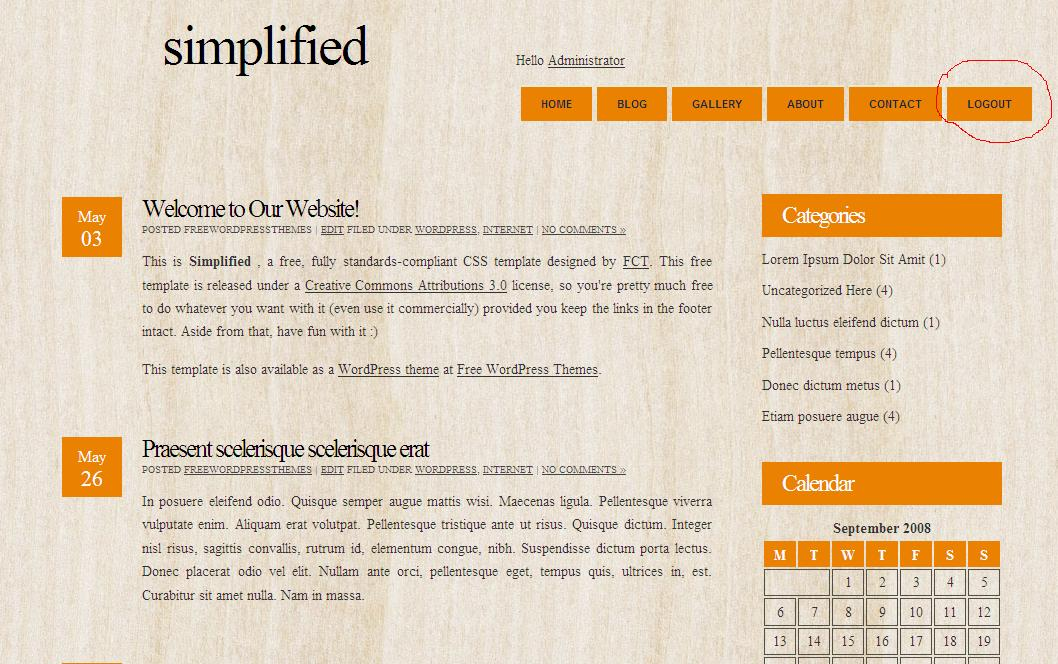 simplified
Hello Administrator
HOME BLOG GALLERY ABOUT CONTACT LOGOUT
May
03
Welcome to Our Website!
POSTED FREEWORDPRESSTHEMES | EDIT FILED UNDER WORDPRESS, INTERNET | NO COMMENTS »
This is Simplified , a free, fully standards-compliant CSS template designed by FCT. This free
template is released under a Creative Commons Attributions 3.0 license, so you're pretty much free
to do whatever you want with it (even use it commercially) provided you keep the links in the footer
intact. Aside from that, have fun with it :)
This template is also available as a WordPress theme at Free WordPress Themes.
May
26
Praesent scelerisque scelerisque erat
POSTED FREEWORDPRESSTHEMES | EDIT FILED UNDER WORDPRESS, INTERNET | NO COMMENTS »
In posuere eleifend odio. Quisque semper augue mattis wisi. Maecenas ligula. Pellentesque viverra
vulputate enim. Aliquam erat volutpat. Pellentesque tristique ante ut risus. Quisque dictum. Integer
nisl risus, sagittis convallis, rutrum id, elementum congue, nibh. Suspendisse dictum porta lectus.
Donec placerat odio vel elit. Nullam ante orci, pellentesque eget, tempus quis, ultrices in, est.
Curabitur sit amet nulla. Nam in massa.
Categories
Lorem Ipsum Dolor Sit Amit (1)
Uncategorized Here (4)
Nulla luctus eleifend dictum (1)
Pellentesque tempus (4)
Donec dictum metus (1)
Etiam posuere augue (4)
Calendar
September 2008
M T W T F S S
1 2 3 4 5
6 7 8 9 10 11 12
13 14 15 16 17 18 19